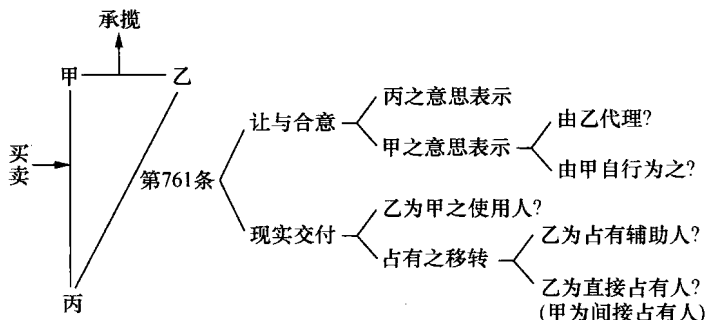 承揽
甲
乙
买卖
丙
第761条
让与合意
丙之意思表示
甲之意思表示
由乙代理?
由甲自行为之?
现实交付
乙为甲之使用人?
占有之移转
乙为占有辅助人?
乙为直接占有人?
(甲为间接占有人)